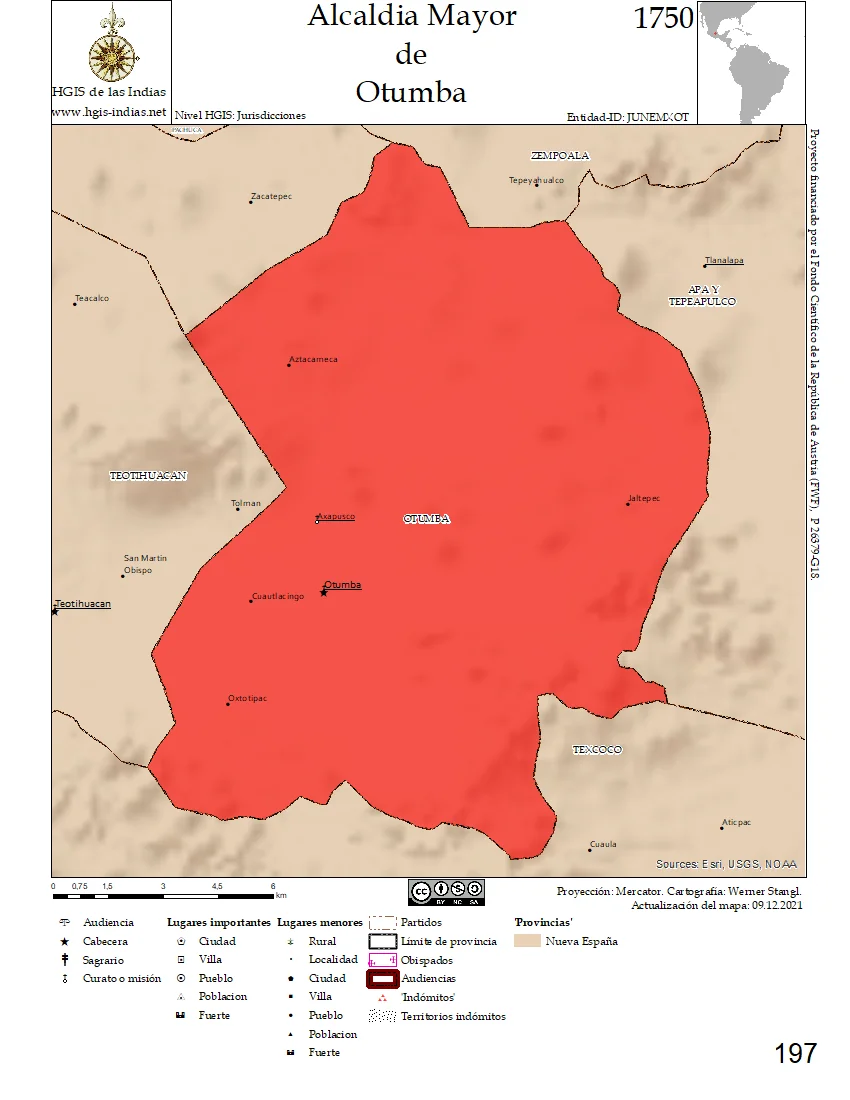 Alcaldia Mayor
de
Otumba
1750
HGIS de las Indias
www.hgis-indias.net
Nivel HGIS: Jurisdicciones
Entidad-ID: JUNEMXOT
Proyecto financiado por el Fondo Científico de la República de Austria (FWF), P 26379-G18.
PACHUCA
ZEMPOALA
Tepeyahualco
Zacatepec
Tlanalapa
APA Y
TEPEAPULCO
Teacalco
Aztacameca
TEOTIHUACAN
Tolman
Axapusco
OTUMBA
Jaltepec
San Martin
Obispo
Otumba
Cuautlacingo
Teotihuacan
Oxtotipac
TEXCOCO
Aticpac
Cuaula
Sources: Esri, USGS, NOAA
0 0,75 1,5 3 4,5 6
km
CC BY NC SA
Proyección: Mercator. Cartografía: Werner Stangl.
Actualización del mapa: 09.12.2021
Audiencia
Cabecera
Sagrario
Curato o misión
Lugares importantes
Ciudad
Villa
Pueblo
Poblacion
Fuerte
Lugares menores
Rural
Localidad
Ciudad
Villa
Pueblo
Poblacion
Fuerte
Partidos
Límite de provincia
Obispados
Audiencias
'Indómitos'
Territorios indómitos
'Provincias'
Nueva España
197